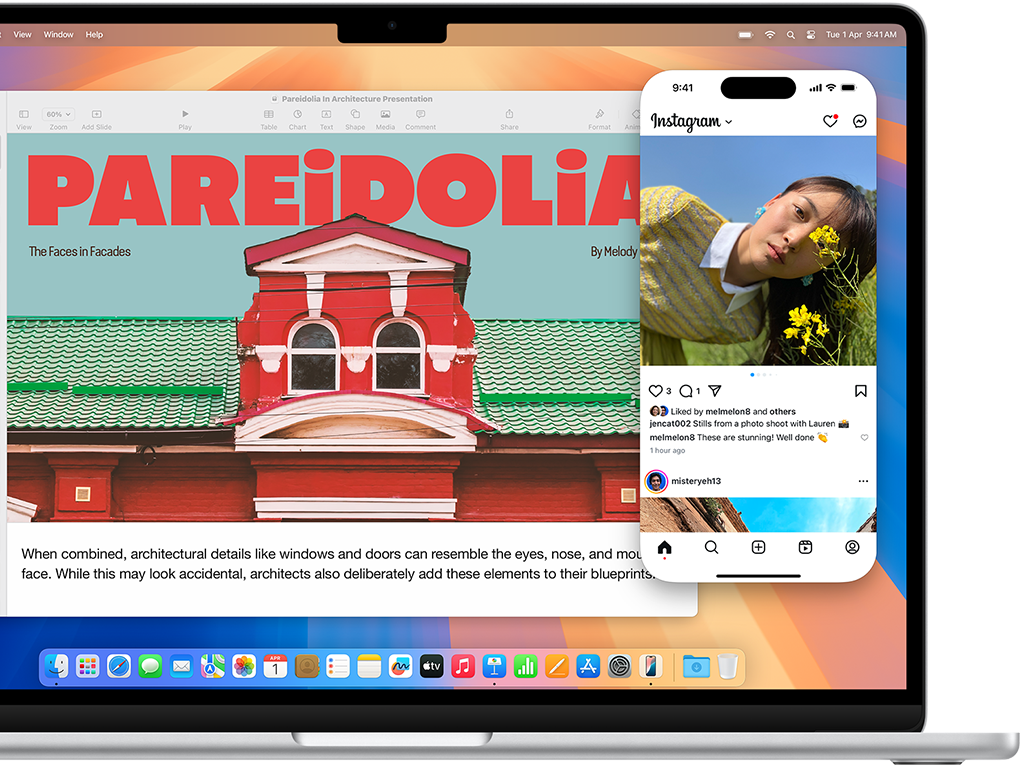 View Window Help
Tue 1 Apr 9:41 AM
Pareidolia In Architecture Presentation
60%
View Zoom Add Slide Play Table Chart Text Shape Media Comment Share Format
PAREiDOLiA
The Faces in Facades
By Melody
When combined, architectural details like windows and doors can resemble the eyes, nose, and
face. While this may look accidental, architects also deliberately add these elements to their blueprints.
9:41
Instagram
3 1
Liked by melmelon8 and others
jencat002 Stills from a photo shoot with Lauren 📸
melmelon8 These are stunning! Well done 👏
1 hour ago
misteryeh13
APR
1
tv